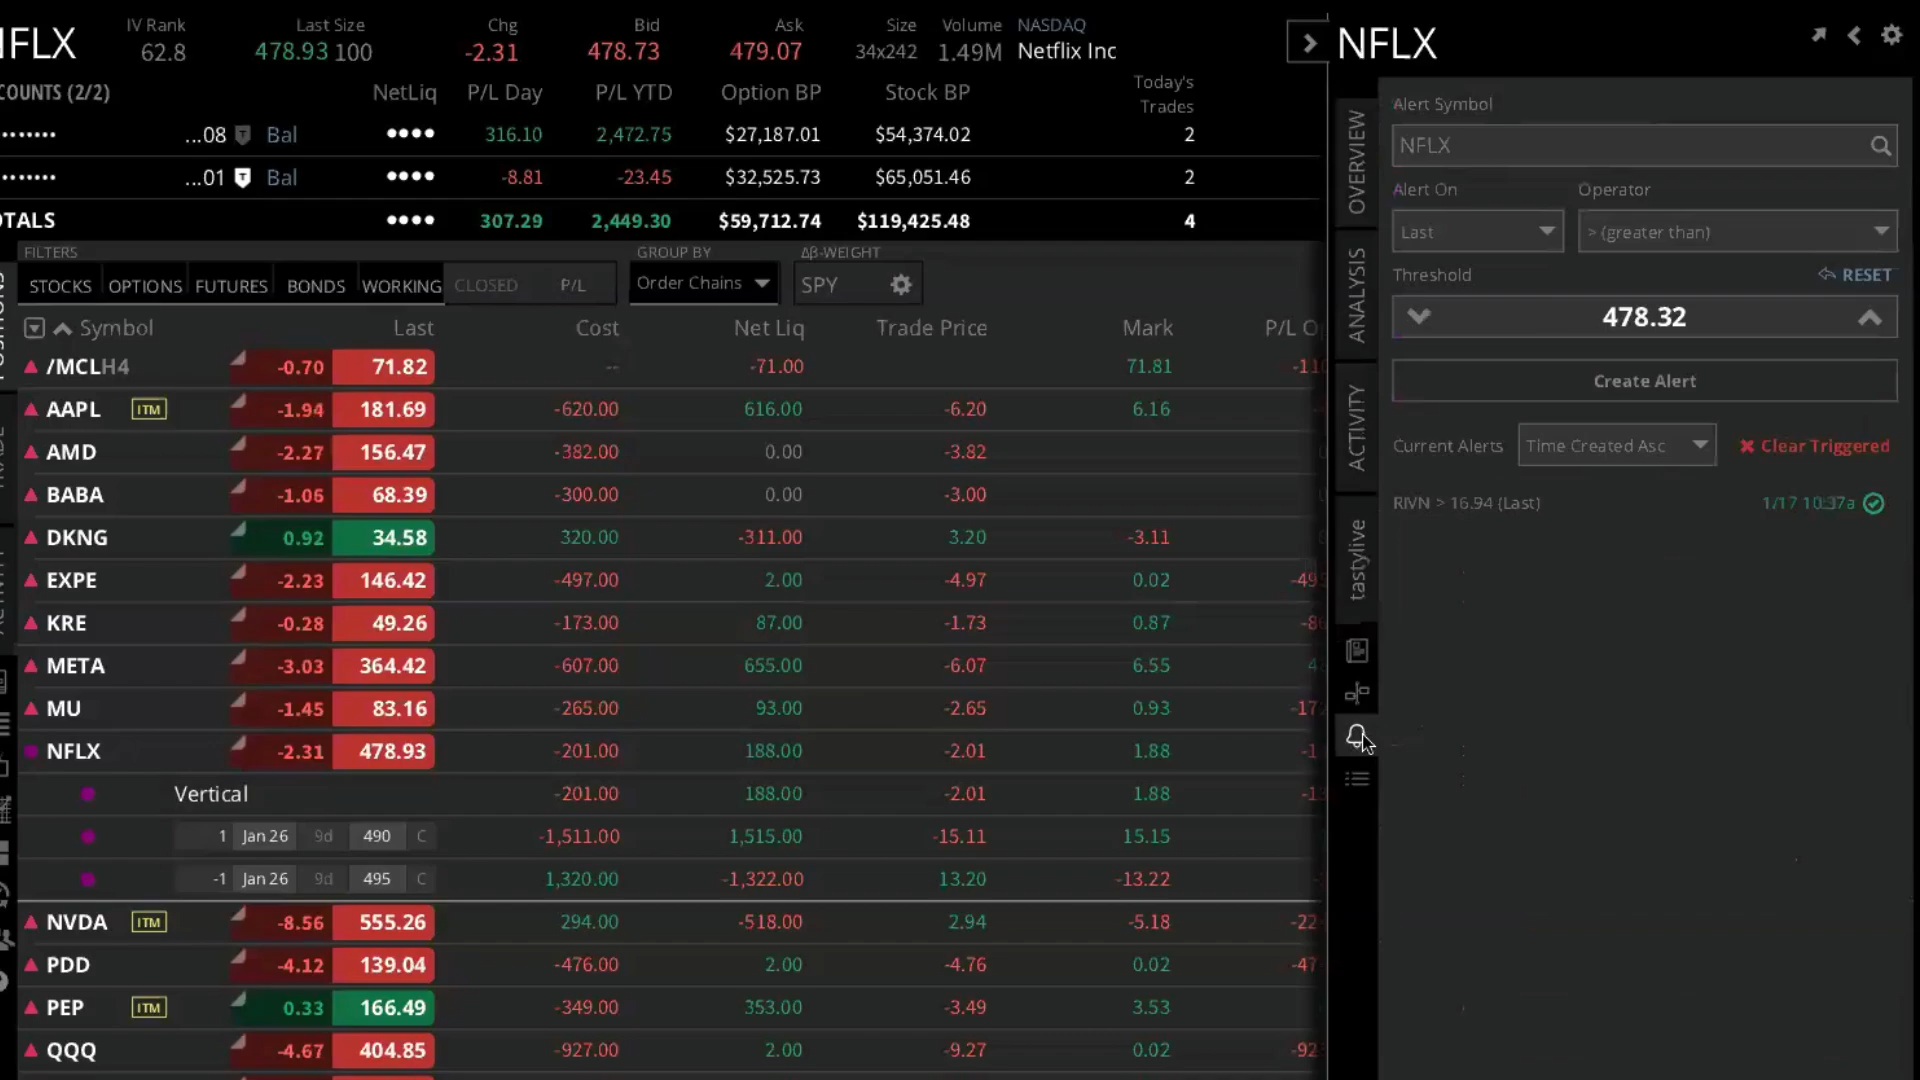 IFLX IV Rank Last Size Chg Bid Ask Size Volume NASDAQ
62.8 478.93 100 -2.31 478.73 479.07 34x242 1.49M Netflix Inc
COUNTS (2/2) NetLiq P/L Day P/L YTD Option BP Stock BP Today's Trades
••••••• ...08 Bal •••• 316.10 2,472.75 $27,187.01 $54,374.02 2
••••••• ...01 Bal •••• -8.81 -23.45 $32,525.73 $65,051.46 2
OTALS •••• 307.29 2,449.30 $59,712.74 $119,425.48 4
FILTERS GROUP BY Δβ-WEIGHT
STOCKS OPTIONS FUTURES BONDS WORKING CLOSED P/L Order Chains SPY
Symbol Last Cost Net Liq Trade Price Mark P/L O
/MCLH4 -0.70 71.82 -- -71.00 71.81 -110
AAPL ITM -1.94 181.69 -620.00 616.00 -6.20 6.16
AMD -2.27 156.47 -382.00 0.00 -3.82
BABA -1.06 68.39 -300.00 0.00 -3.00
DKNG 0.92 34.58 320.00 -311.00 3.20 -3.11
EXPE -2.23 146.42 -497.00 2.00 -4.97 0.02 -495
KRE -0.28 49.26 -173.00 87.00 -1.73 0.87 -86
META -3.03 364.42 -607.00 655.00 -6.07 6.55 4
MU -1.45 83.16 -265.00 93.00 -2.65 0.93 -172
NFLX -2.31 478.93 -201.00 188.00 -2.01 1.88 -1
Vertical -201.00 188.00 -2.01 1.88 -13
1 Jan 26 9d 490 C -1,511.00 1,515.00 -15.11 15.15
-1 Jan 26 9d 495 C 1,320.00 -1,322.00 13.20 -13.22
NVDA ITM -8.56 555.26 294.00 -518.00 2.94 -5.18 -22
PDD -4.12 139.04 -476.00 2.00 -4.76 0.02 -47
PEP ITM 0.33 166.49 -349.00 353.00 -3.49 3.53
QQQ -4.67 404.85 -927.00 2.00 -9.27 0.02 -92
NFLX
OVERVIEW
ANALYSIS
ACTIVITY
tastylive
Alert Symbol
NFLX
Alert On Operator
Last > (greater than)
Threshold RESET
478.32
Create Alert
Current Alerts Time Created Asc Clear Triggered
RIVN > 16.94 (Last) 1/17 10:37a